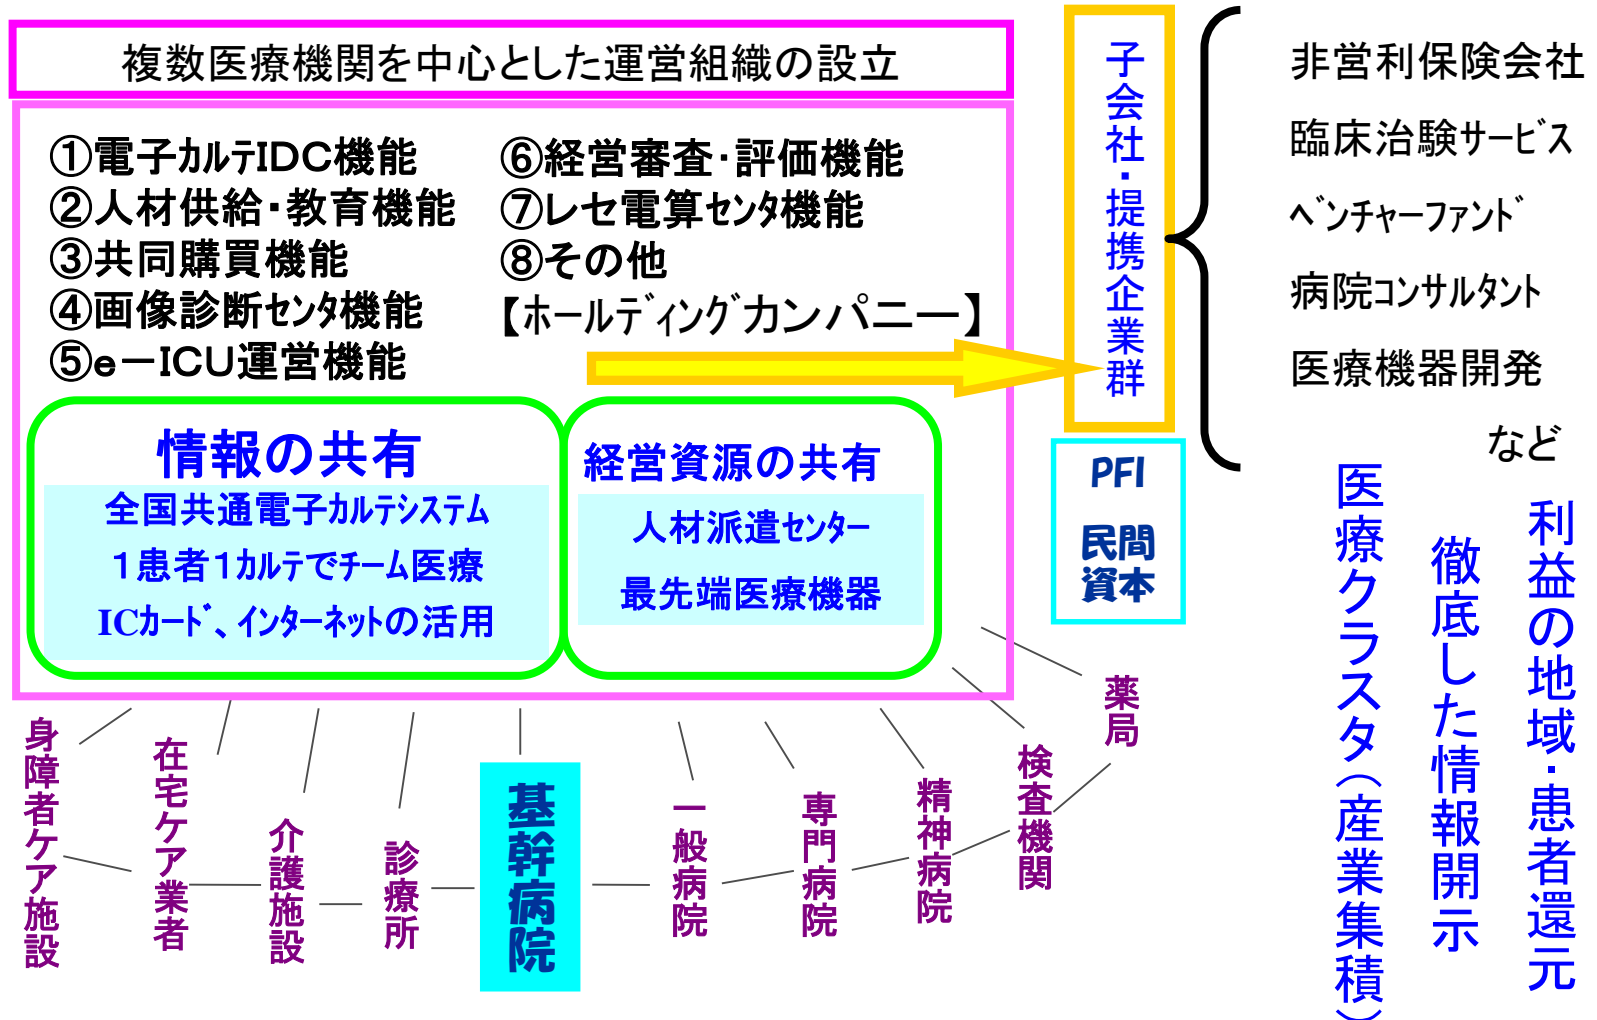 複数医療機関を中心とした運営組織の設立
①電子カルテIDC機能
②人材供給・教育機能
③共同購買機能
④画像診断センタ機能
⑤e－ICU運営機能
⑥経営審査・評価機能
⑦レセ電算センタ機能
⑧その他
【ホールディングカンパニー】
情報の共有
全国共通電子カルテシステム
１患者１カルテでチーム医療
ICカード、インターネットの活用
経営資源の共有
人材派遣センター
最先端医療機器
子会社・提携企業群
PFI
民間
資本
非営利保険会社
臨床治験サービス
ベンチャーファンド
病院コンサルタント
医療機器開発
など
利益の地域・患者還元
徹底した情報開示
医療クラスタ（産業集積）
身障者ケア施設
在宅ケア業者
介護施設
診療所
基幹病院
一般病院
専門病院
精神病院
検査機関
薬局